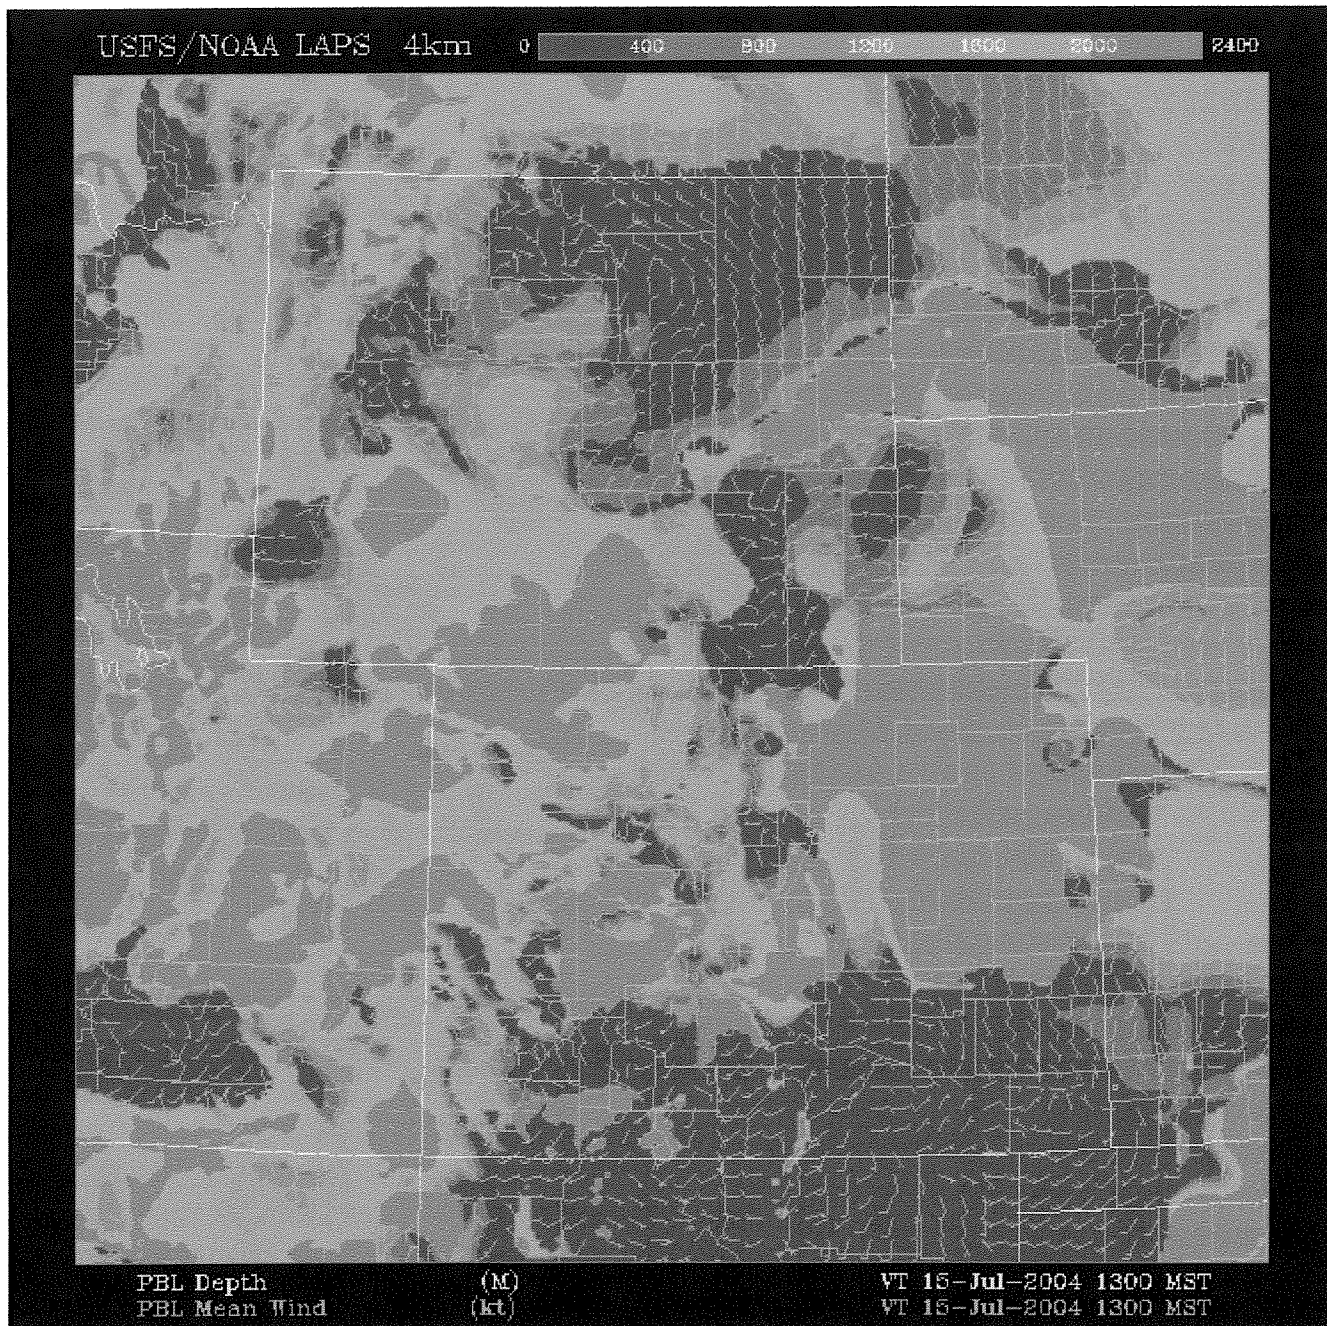 USFS/NOAA LAPS 4km 0 400 800 1200 1600 2000 2400
PBL Depth (M) VT 15-Jul-2004 1300 MST
PBL Mean Wind (kt) VT 15-Jul-2004 1300 MST